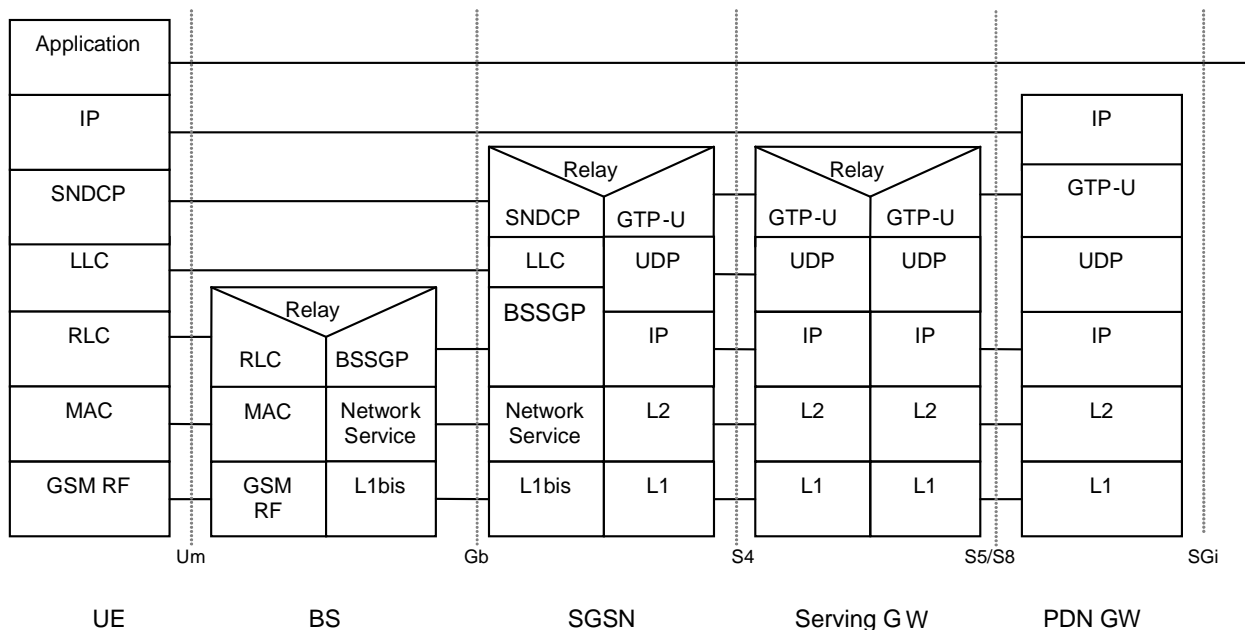 Application
IP
IP
Relay
Relay
SNDCP
GTP-U
SNDCP
GTP-U
GTP-U
GTP-U
LLC
LLC
UDP
UDP
UDP
UDP
Relay
BSSGP
RLC
IP
IP
IP
IP
RLC
BSSGP
MAC
MAC
Network
Service
Network
Service
L2
L2
L2
L2
GSM RF
GSM
RF
L1bis
L1bis
L1
L1
L1
L1
Um
Gb
S4
S5/S8
SGi
UE
BS
SGSN
Serving GW
PDN GW